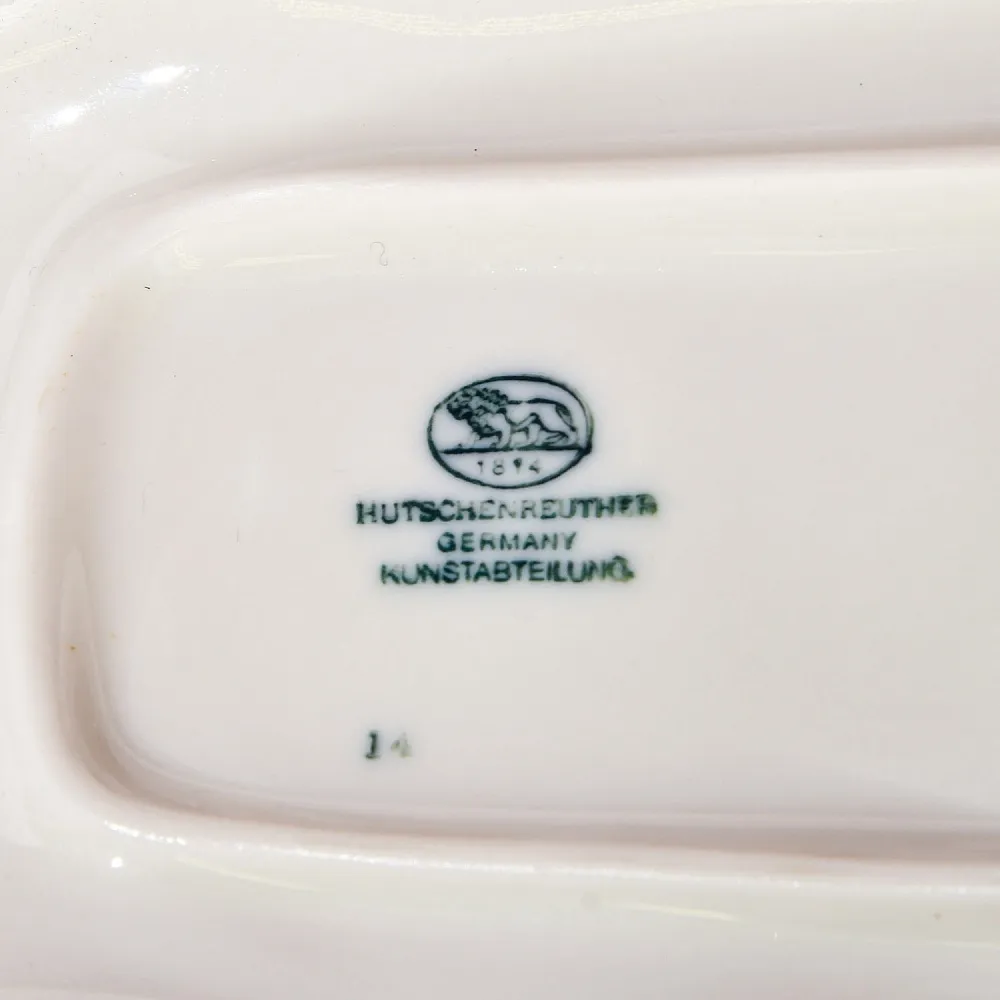 1814
HUTSCHENREUTHER
GERMANY
KUNSTABTEILUNG
14